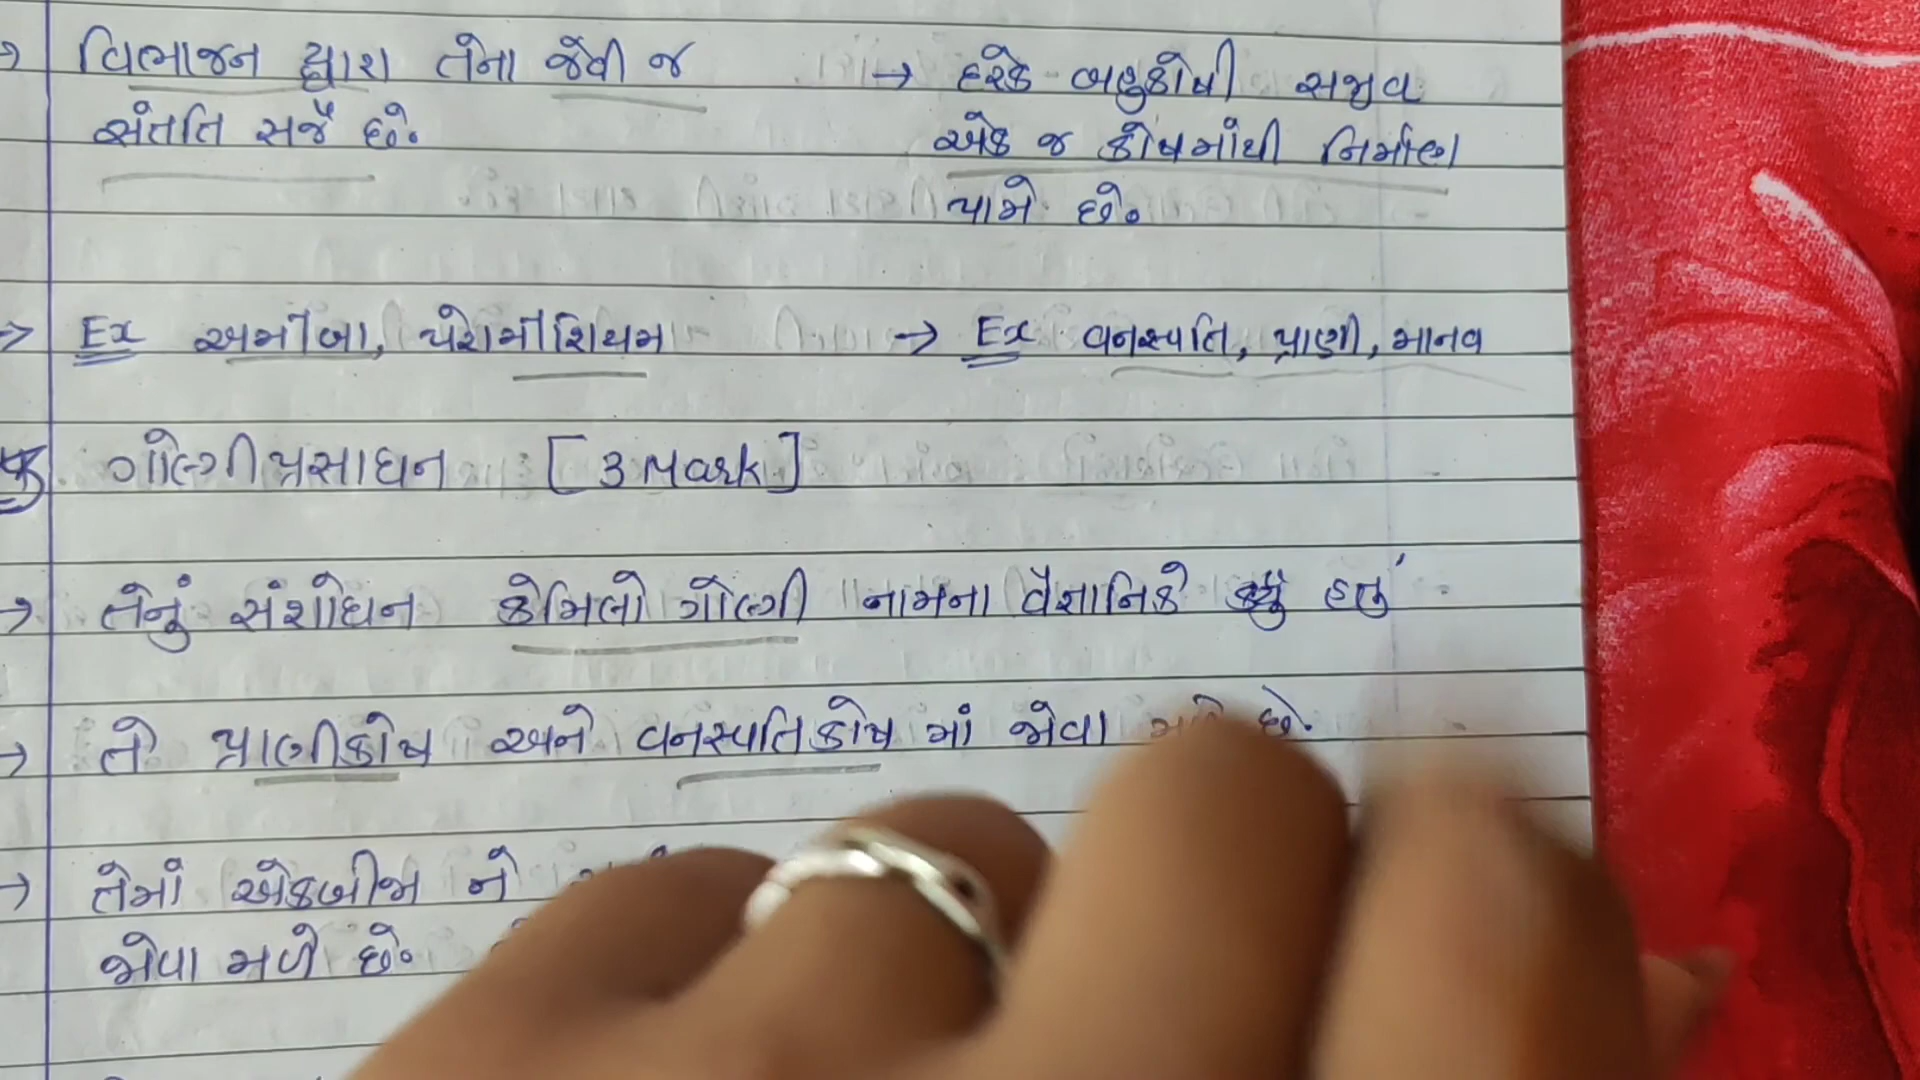 → વિભાજન દ્વારા તેના જેવી જ
સંતતિ સર્જે છે.
→ દરેક બહુકોષી સજીવ
એક જ કોષમાંથી નિર્માણ
પામે છે.
→ Ex અમીબા, પેરામીશિયમ
→ Ex વનસ્પતિ, પ્રાણી, માનવ
ગોલ્ગીપ્રસાધન [3 Mark]
→ તેનું સંશોધન કેમિલો ગોલ્ગી નામના વૈજ્ઞાનિકે કર્યું હતું
→ તે પ્રાણીકોષ અને વનસ્પતિકોષ માં જોવા મળે છે.
→ તેમાં એકબીજા ને
જોવા મળે છે.